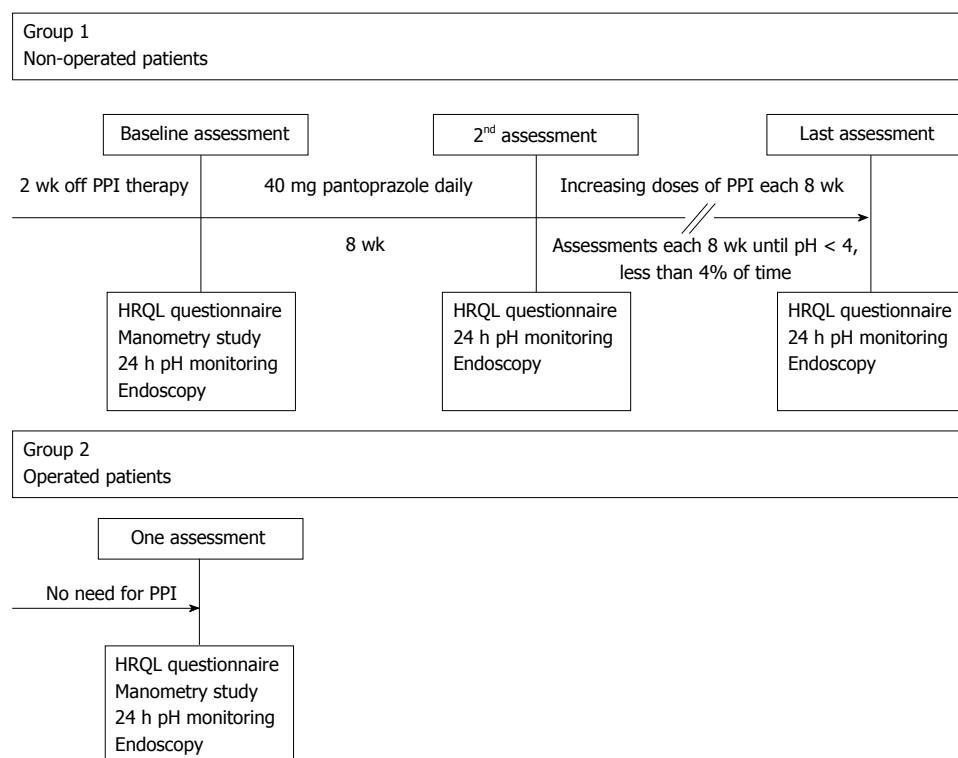 Group 1
Non-operated patients
Baseline assessment
2nd assessment
Last assessment
2 wk off PPI therapy
40 mg pantoprazole daily
Increasing doses of PPI each 8 wk
8 wk
Assessments each 8 wk until pH < 4,
less than 4% of time
HRQL questionnaire
Manometry study
24 h pH monitoring
Endoscopy
HRQL questionnaire
24 h pH monitoring
Endoscopy
HRQL questionnaire
24 h pH monitoring
Endoscopy
Group 2
Operated patients
One assessment
No need for PPI
HRQL questionnaire
Manometry study
24 h pH monitoring
Endoscopy